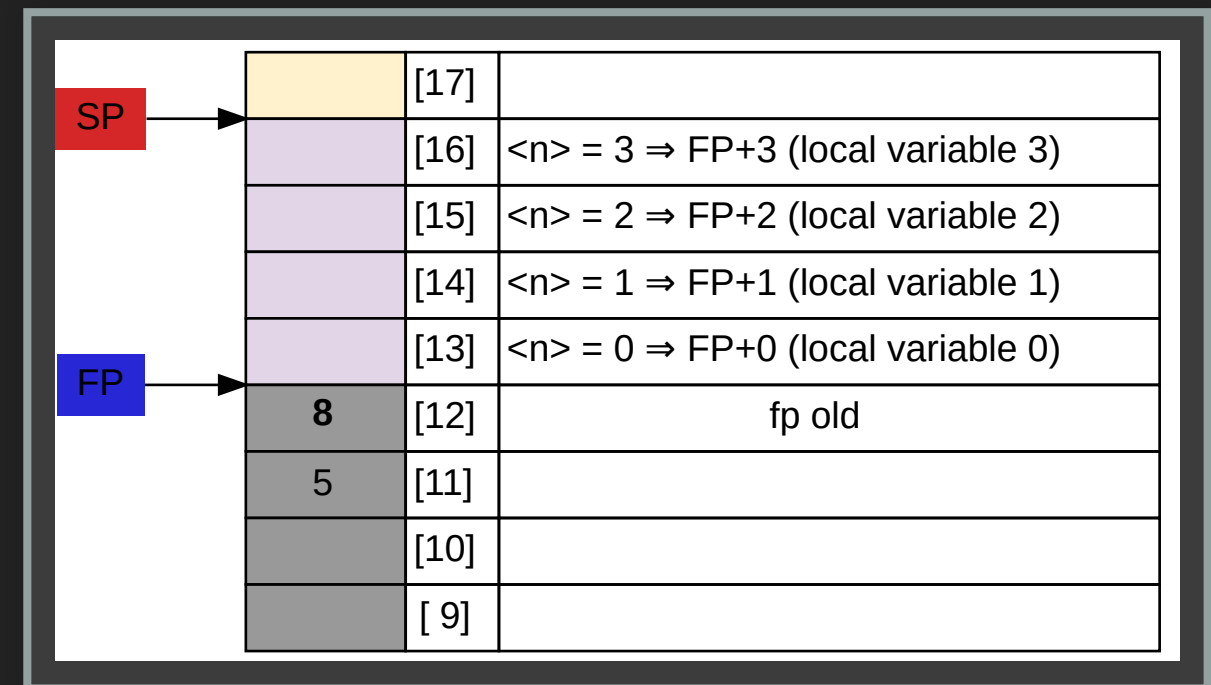 [17]
SP
[16] <n> = 3 ⇒ FP+3 (local variable 3)
[15] <n> = 2 ⇒ FP+2 (local variable 2)
[14] <n> = 1 ⇒ FP+1 (local variable 1)
[13] <n> = 0 ⇒ FP+0 (local variable 0)
FP
8 [12] fp old
5 [11]
[10]
[ 9]